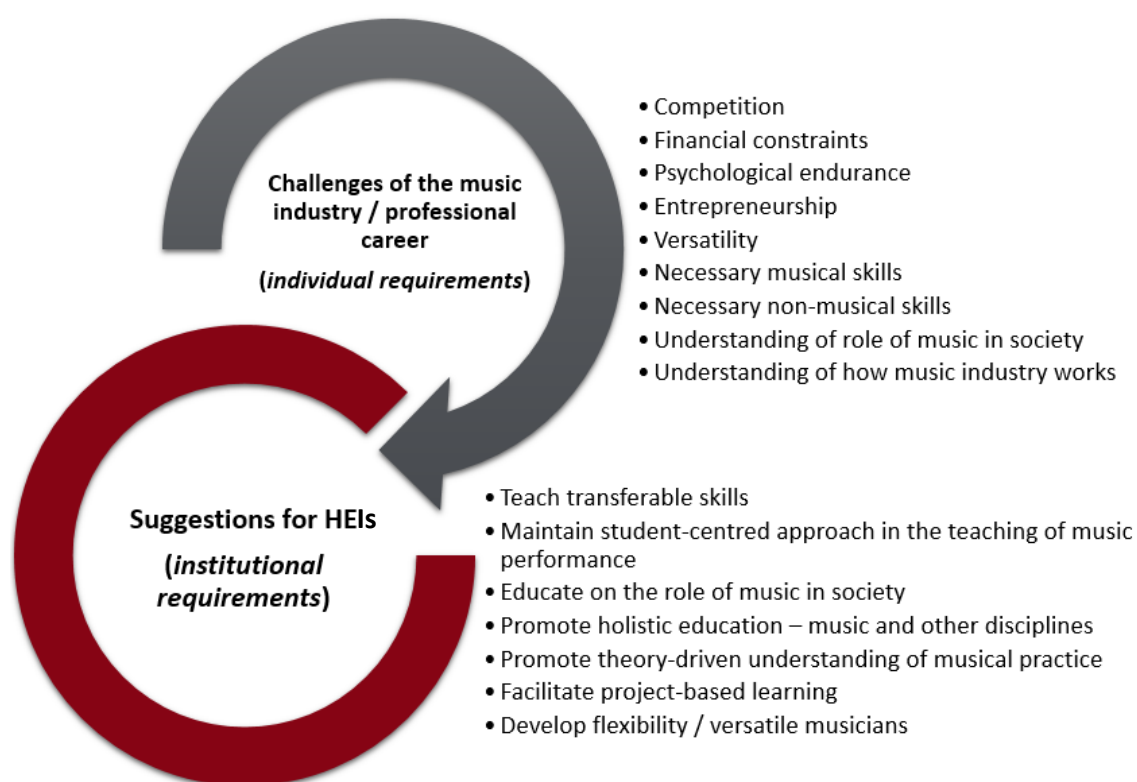 Challenges of the music
industry / professional
career
(individual requirements)
• Competition
• Financial constraints
• Psychological endurance
• Entrepreneurship
• Versatility
• Necessary musical skills
• Necessary non-musical skills
• Understanding of role of music in society
• Understanding of how music industry works
Suggestions for HEIs
(institutional
requirements)
• Teach transferable skills
• Maintain student-centred approach in the teaching of music
performance
• Educate on the role of music in society
• Promote holistic education – music and other disciplines
• Promote theory-driven understanding of musical practice
• Facilitate project-based learning
• Develop flexibility / versatile musicians